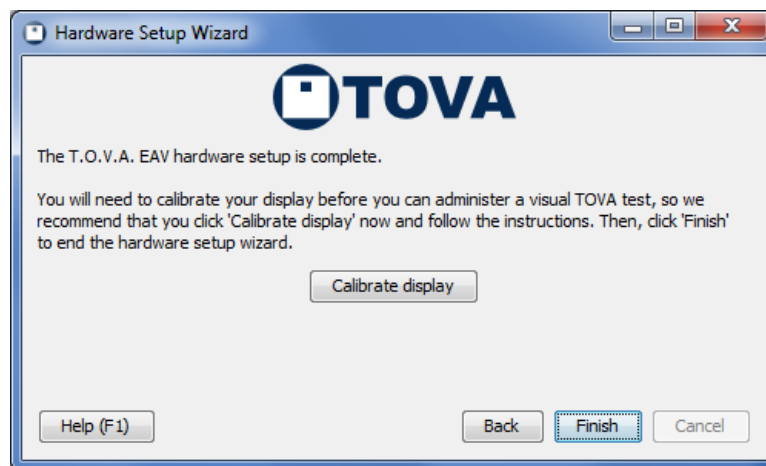 Hardware Setup Wizard
TOVA
The T.O.V.A. EAV hardware setup is complete.
You will need to calibrate your display before you can administer a visual TOVA test, so we
recommend that you click 'Calibrate display' now and follow the instructions. Then, click 'Finish'
to end the hardware setup wizard.
Calibrate display
Help (F1) Back Finish Cancel